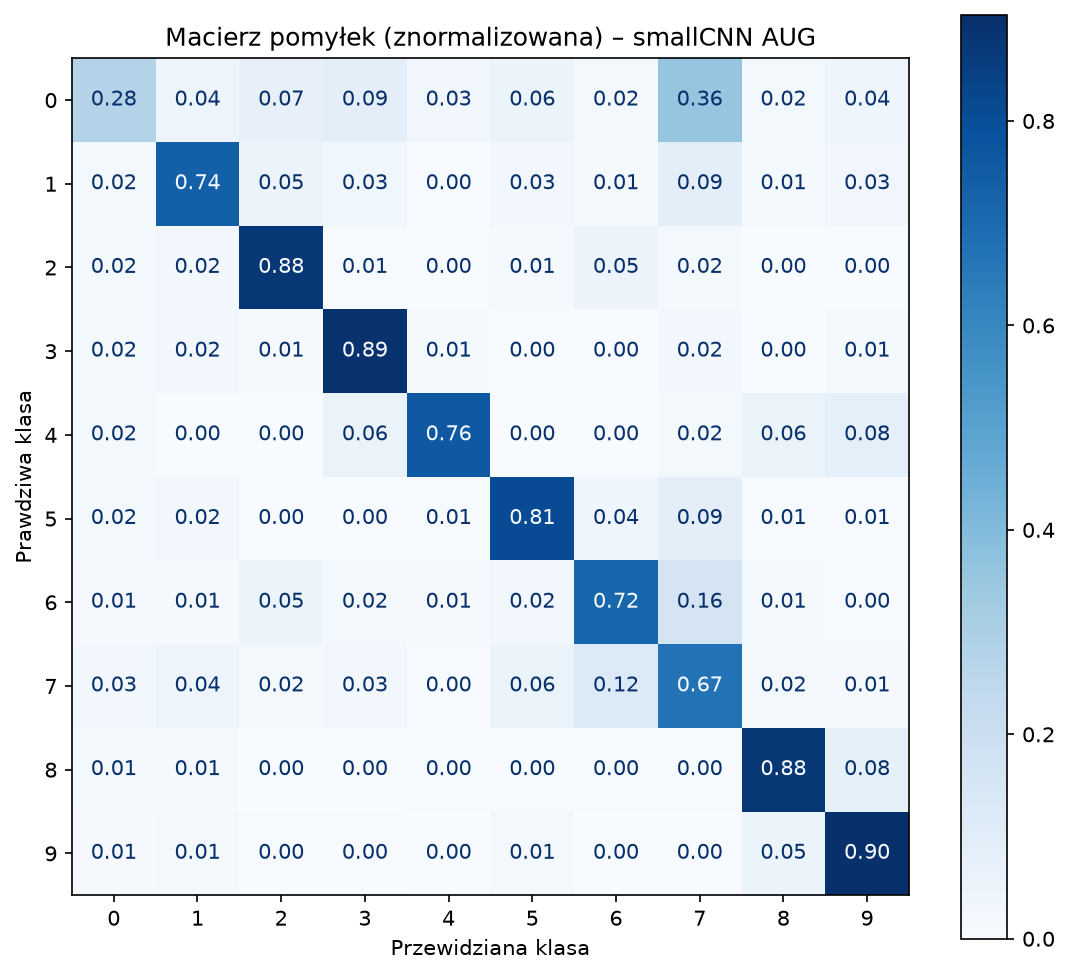 Macierz pomyłek (znormalizowana) – smallCNN AUG
0 0.28 0.04 0.07 0.09 0.03 0.06 0.02 0.36 0.02 0.04
1 0.02 0.74 0.05 0.03 0.00 0.03 0.01 0.09 0.01 0.03
2 0.02 0.02 0.88 0.01 0.00 0.01 0.05 0.02 0.00 0.00
3 0.02 0.02 0.01 0.89 0.01 0.00 0.00 0.02 0.00 0.01
4 0.02 0.00 0.00 0.06 0.76 0.00 0.00 0.02 0.06 0.08
5 0.02 0.02 0.00 0.00 0.01 0.81 0.04 0.09 0.01 0.01
6 0.01 0.01 0.05 0.02 0.01 0.02 0.72 0.16 0.01 0.00
7 0.03 0.04 0.02 0.03 0.00 0.06 0.12 0.67 0.02 0.01
8 0.01 0.01 0.00 0.00 0.00 0.00 0.00 0.00 0.88 0.08
9 0.01 0.01 0.00 0.00 0.00 0.01 0.00 0.00 0.05 0.90
0 1 2 3 4 5 6 7 8 9
Przewidziana klasa
Prawdziwa klasa
0.8
0.6
0.4
0.2
0.0